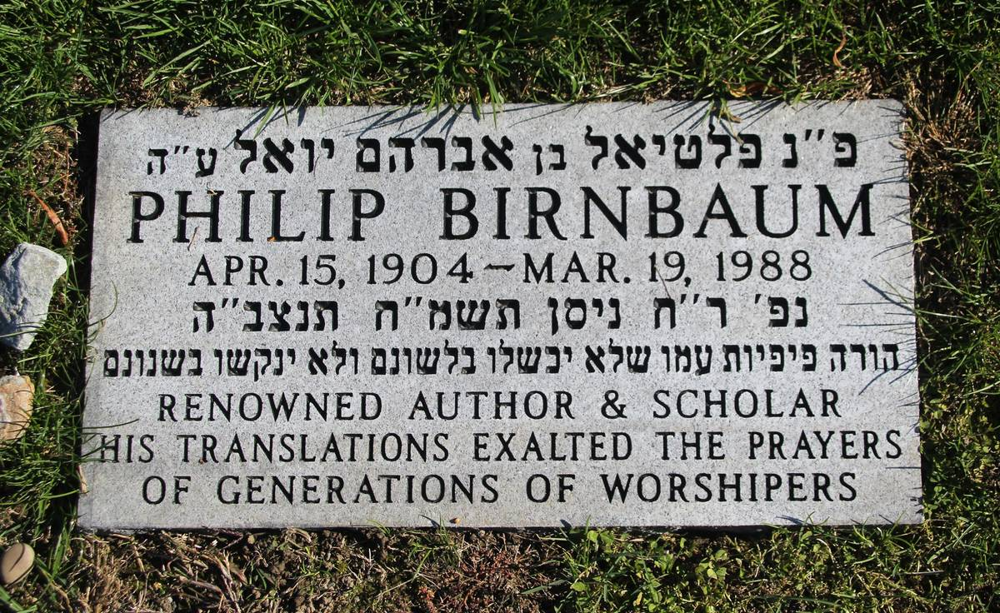 פ״נ פלטיאל בן אברהם יואל ע״ה
PHILIP BIRNBAUM
APR. 15, 1904 – MAR. 19, 1988
נפ׳ ר״ח ניסן תשמ״ח תנצב״ה
הורה פיפיות עמו שלא יכשלו בלשונם ולא ינקשו בשנונם
RENOWNED AUTHOR & SCHOLAR
HIS TRANSLATIONS EXALTED THE PRAYERS
OF GENERATIONS OF WORSHIPERS